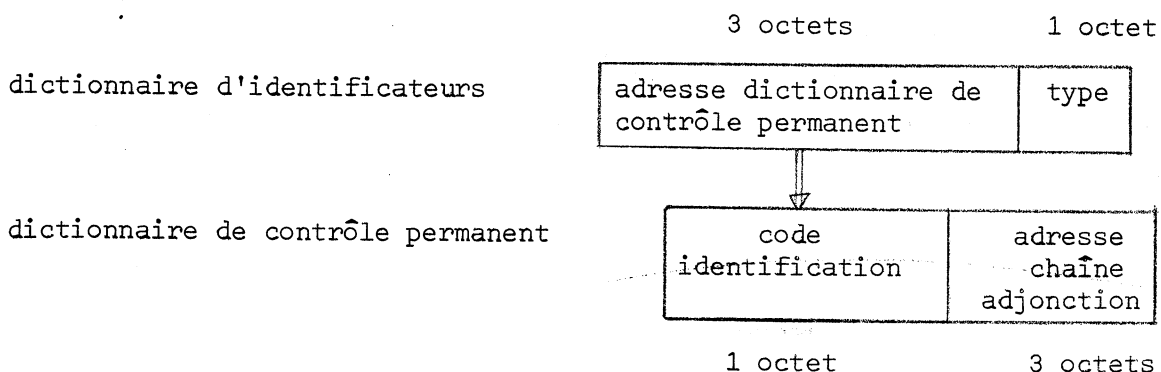 3 octets 1 octet
dictionnaire d'identificateurs
adresse dictionnaire de
contrôle permanent
type
dictionnaire de contrôle permanent
code
identification
adresse
chaîne
adjonction
1 octet 3 octets